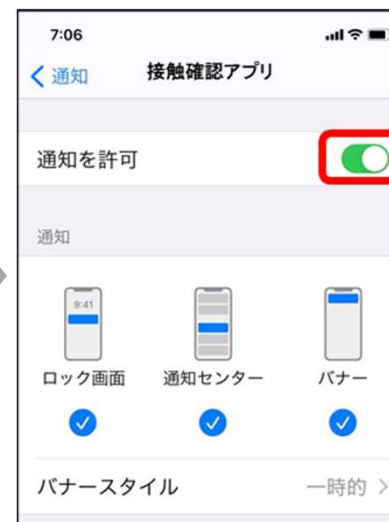 7:06
通知 接触確認アプリ
通知を許可
通知
9:41
ロック画面 通知センター バナー
バナースタイル 一時的